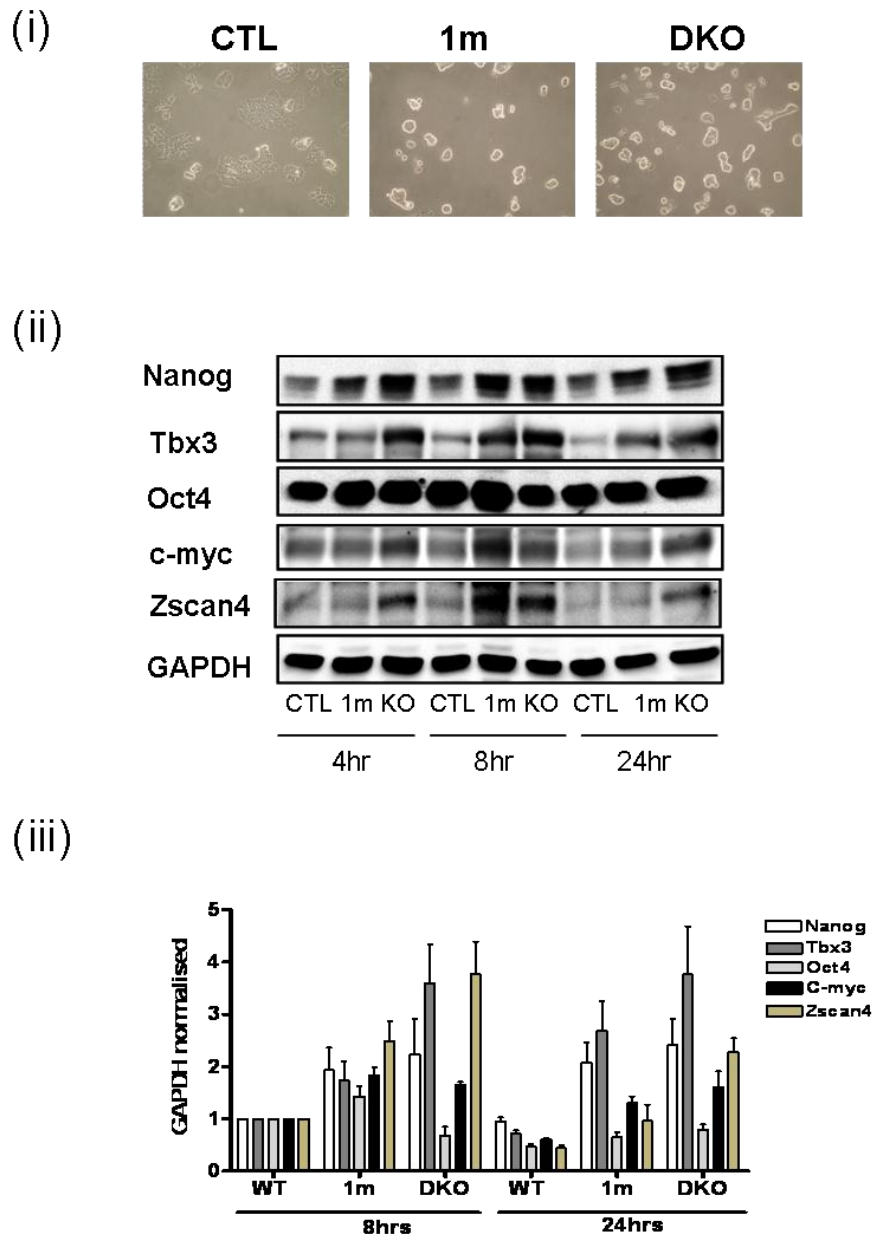 (i)
CTL 1m DKO
(ii)
Nanog
Tbx3
Oct4
c-myc
Zscan4
GAPDH
CTL 1m KO CTL 1m KO CTL 1m KO
4hr 8hr 24hr
(iii)
GAPDH normalised
5
4
3
2
1
0
WT 1m DKO WT 1m DKO
8hrs 24hrs
Nanog
Tbx3
Oct4
C-myc
Zscan4